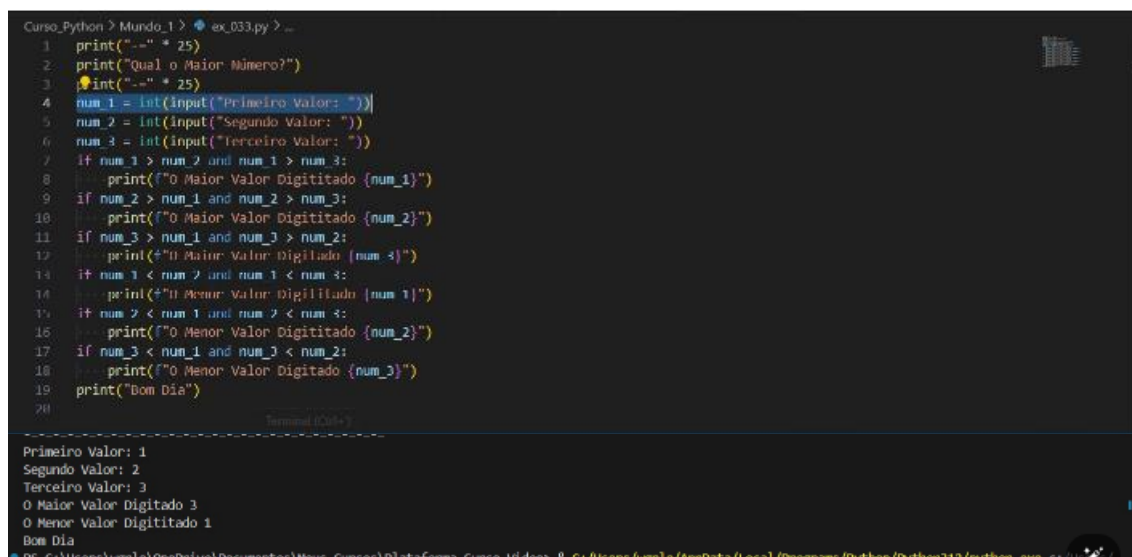 Curso_Python > Mundo_1 > ex_033.py > ...
1 print("-=" * 25)
2 print("Qual o Maior Número?")
3 print("-=" * 25)
4 num_1 = int(input("Primeiro Valor: "))
5 num_2 = int(input("Segundo Valor: "))
6 num_3 = int(input("Terceiro Valor: "))
7 if num_1 > num_2 and num_1 > num_3:
8 print(f"O Maior Valor Digititado {num_1}")
9 if num_2 > num_1 and num_2 > num_3:
10 print(f"O Maior Valor Digititado {num_2}")
11 if num_3 > num_1 and num_3 > num_2:
12 print(f"O Maior Valor Digitado {num_3}")
13 if num_1 < num_2 and num_1 < num_3:
14 print(f"O Menor Valor Digititado {num_1}")
15 if num_2 < num_1 and num_2 < num_3:
16 print(f"O Menor Valor Digititado {num_2}")
17 if num_3 < num_1 and num_3 < num_2:
18 print(f"O Menor Valor Digitado {num_3}")
19 print("Bom Dia")
20
Terminal (Ctrl+')
-=-=-=-=-=-=-=-=-=-=-=-=-=-=-=-=-=-=-=-=-=-=-=-=-=
Primeiro Valor: 1
Segundo Valor: 2
Terceiro Valor: 3
O Maior Valor Digitado 3
O Menor Valor Digititado 1
Bom Dia